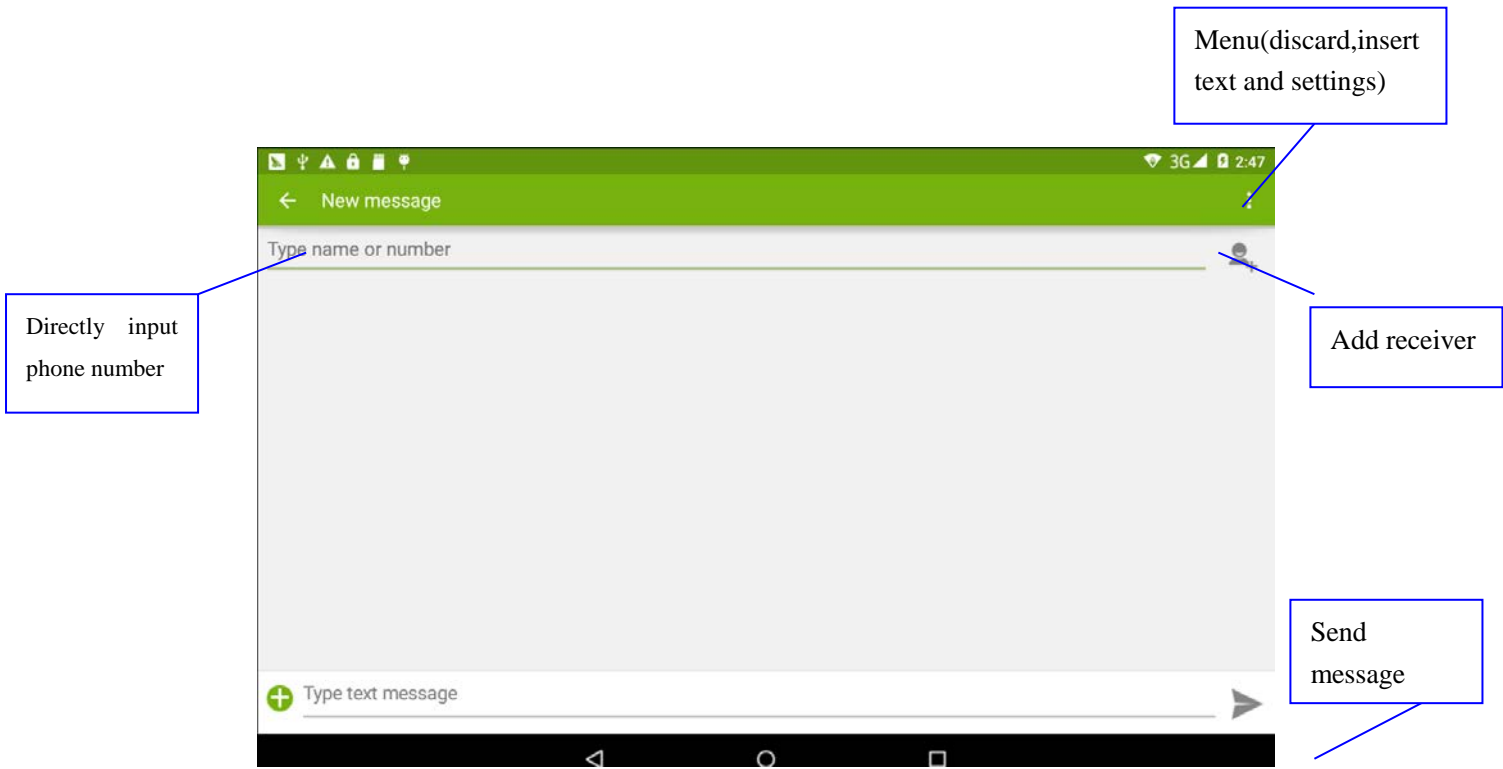 Menu(discard,insert
text and settings)
3G 2:47
New message
Type name or number
Directly input
phone number
Add receiver
Send
message
Type text message